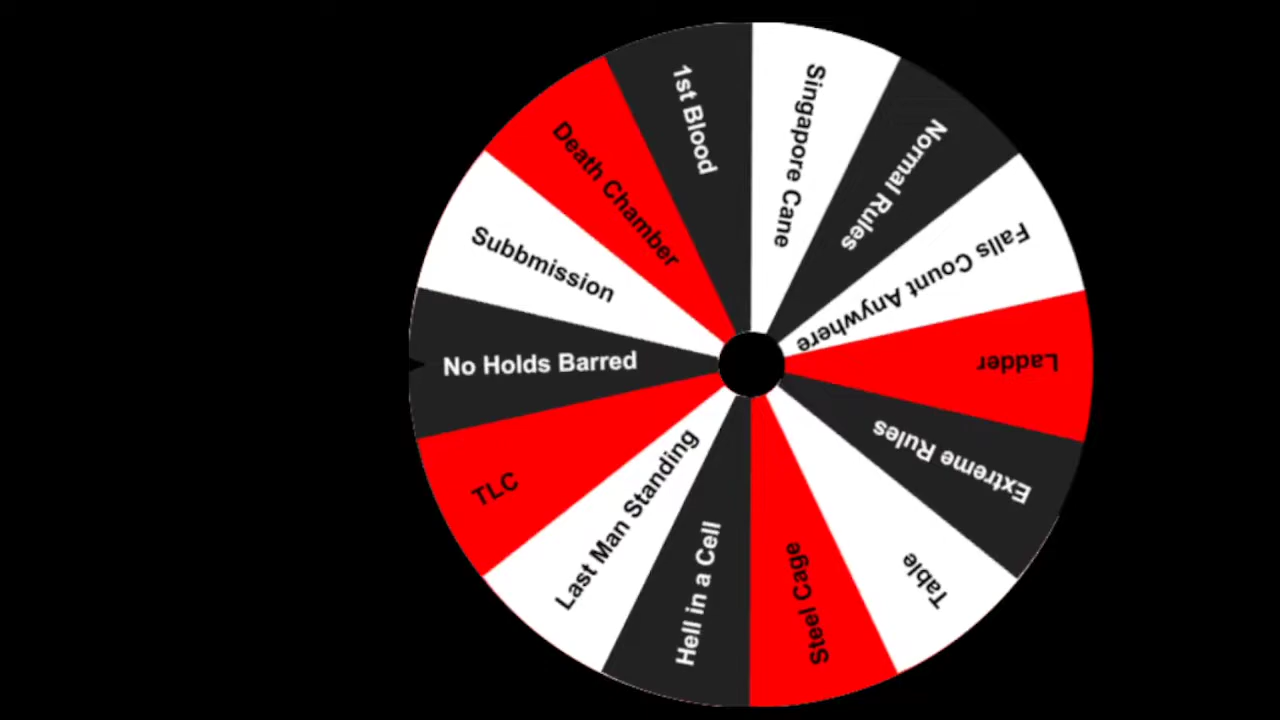 1st Blood
Singapore Cane
Normal Rules
Falls Count Anywhere
Ladder
Extreme Rules
Table
Steel Cage
Hell in a Cell
Last Man Standing
TLC
No Holds Barred
Subbmission
Death Chamber